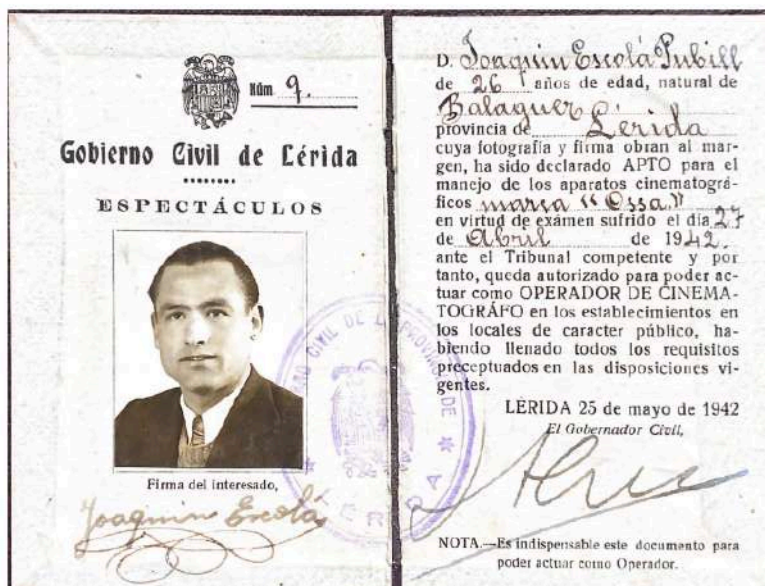 Núm 9.
Gobierno Civil de Lérida
ESPECTÁCULOS
Firma del interesado,
Joaquín Escolá
D. Joaquin Escolá Pubill
de 26 años de edad, natural de
Balaguer
provincia de Lérida
cuya fotografía y firma obran al mar-
gen, ha sido declarado APTO para el
manejo de los aparatos cinematográ-
ficos marca "Ossa"
en virtud de exámen sufrido el día 27
de Abril de 1942.
ante el Tribunal competente y por
tanto, queda autorizado para poder ac-
tuar como OPERADOR DE CINEMA-
TOGRÁFO en los establecimientos en
los locales de caracter público, ha-
biendo llenado todos los requisitos
preceptuados en las disposiciones vi-
gentes.
LÉRIDA 25 de mayo de 1942
El Gobernador Civil,
NOTA.—Es indispensable este documento para
poder actuar como Operador.